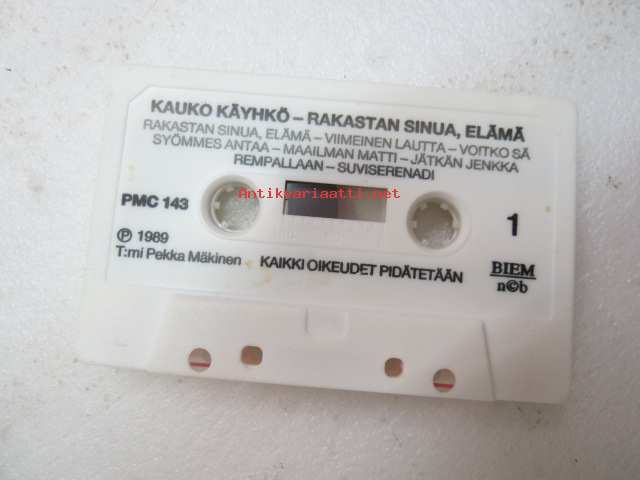 KAUKO KÄYHKÖ – RAKASTAN SINUA, ELÄMÄ
RAKASTAN SINUA, ELÄMÄ – VIIMEINEN LAUTTA – VOITKO SÄ
SYÖMMES ANTAA – MAAILMAN MATTI – JÄTKÄN JENKKA
REMPALLAAN – SUVISERENADI
Antikvariaatti.net
PMC 143
1
Ⓟ 1989
T:mi Pekka Mäkinen
KAIKKI OIKEUDET PIDÄTETÄÄN
BIEM
n©b